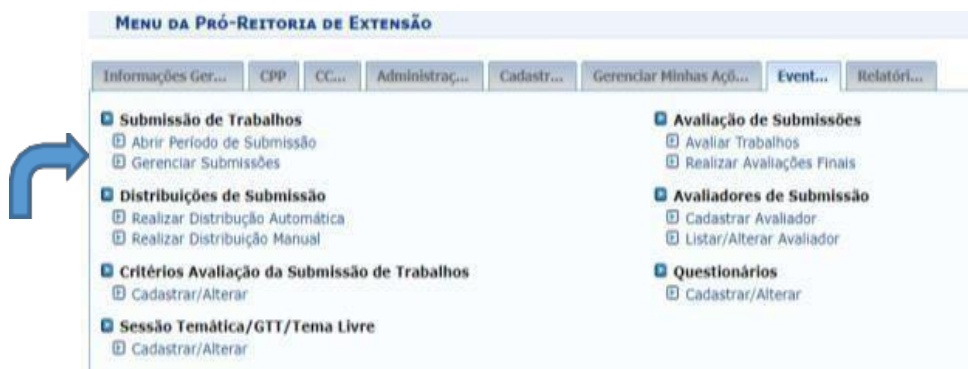 MENU DA PRÓ-REITORIA DE EXTENSÃO
Informações Ger... CPP CC... Administraç... Cadastr... Gerenciar Minhas Açõ... Event... Relatóri...
Submissão de Trabalhos
Abrir Período de Submissão
Gerenciar Submissões
Distribuições de Submissão
Realizar Distribução Automática
Realizar Distribuição Manual
Critérios Avaliação da Submissão de Trabalhos
Cadastrar/Alterar
Sessão Temática/GTT/Tema Livre
Cadastrar/Alterar
Avaliação de Submissões
Avaliar Trabalhos
Realizar Avaliações Finais
Avaliadores de Submissão
Cadastrar Avaliador
Listar/Alterar Avaliador
Questionários
Cadastrar/Alterar